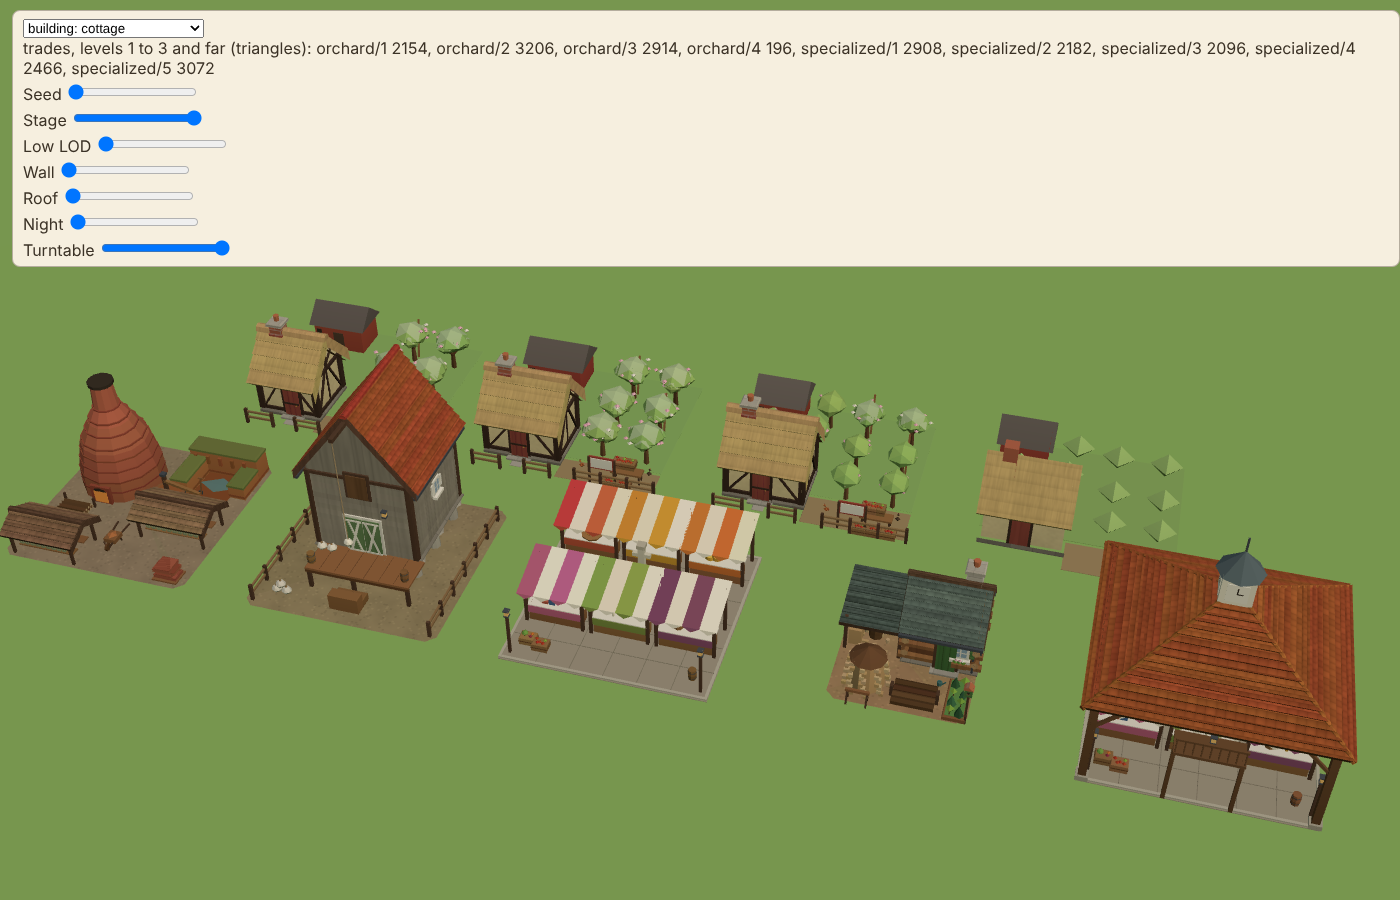 building: cottage
trades, levels 1 to 3 and far (triangles): orchard/1 2154, orchard/2 3206, orchard/3 2914, orchard/4 196, specialized/1 2908, specialized/2 2182, specialized/3 2096, specialized/4
2466, specialized/5 3072
Seed
Stage
Low LOD
Wall
Roof
Night
Turntable